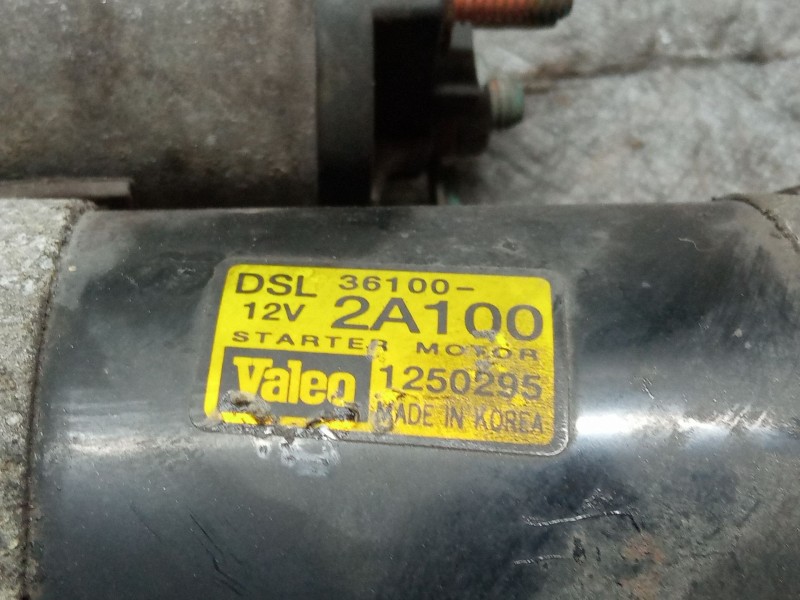 DSL 36100-
12V 2A100
STARTER MOTOR
Valeo 1250295
MADE IN KOREA